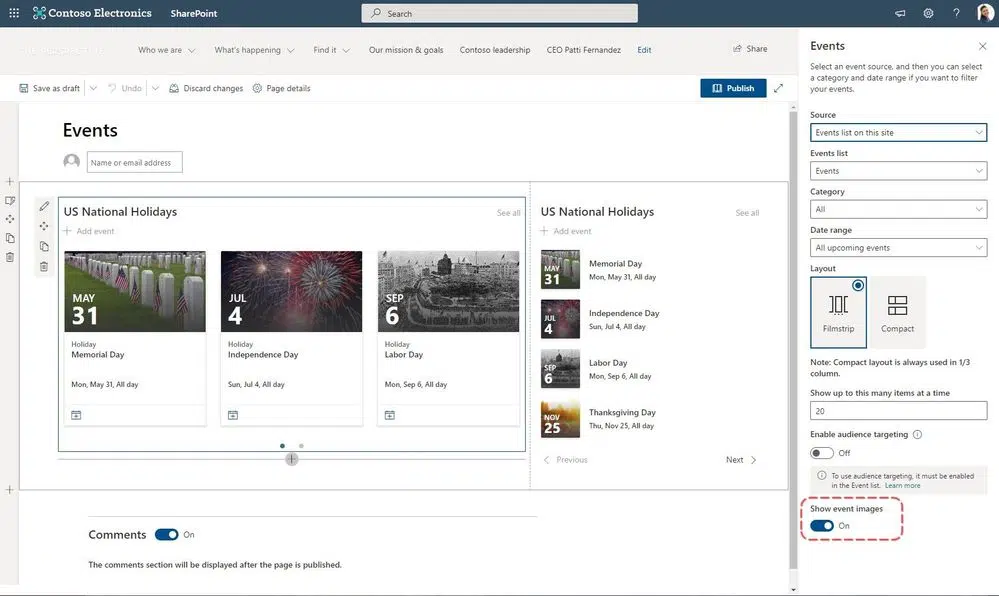 Contoso Electronics SharePoint Search
Who we are What's happening Find it Our mission & goals Contoso leadership CEO Patti Fernandez Edit Share
Save as draft Undo Discard changes Page details Publish
Events
Name or email address
US National Holidays See all
Add event
MAY
31
Holiday
Memorial Day
Mon, May 31, All day
JUL
4
Holiday
Independence Day
Sun, Jul 4, All day
SEP
6
Holiday
Labor Day
Mon, Sep 6, All day
US National Holidays See all
Add event
MAY
31
Memorial Day
Mon, May 31, All day
JUL
4
Independence Day
Sun, Jul 4, All day
SEP
6
Labor Day
Mon, Sep 6, All day
NOV
25
Thanksgiving Day
Thu, Nov 25, All day
Previous Next
Comments On
The comments section will be displayed after the page is published.
Events
Select an event source, and then you can select
a category and date range if you want to filter
your events.
Source
Events list on this site
Events list
Events
Category
All
Date range
All upcoming events
Layout
Filmstrip Compact
Note: Compact layout is always used in 1/3
column.
Show up to this many items at a time
20
Enable audience targeting
Off
To use audience targeting, it must be enabled
in the Event list. Learn more
Show event images
On